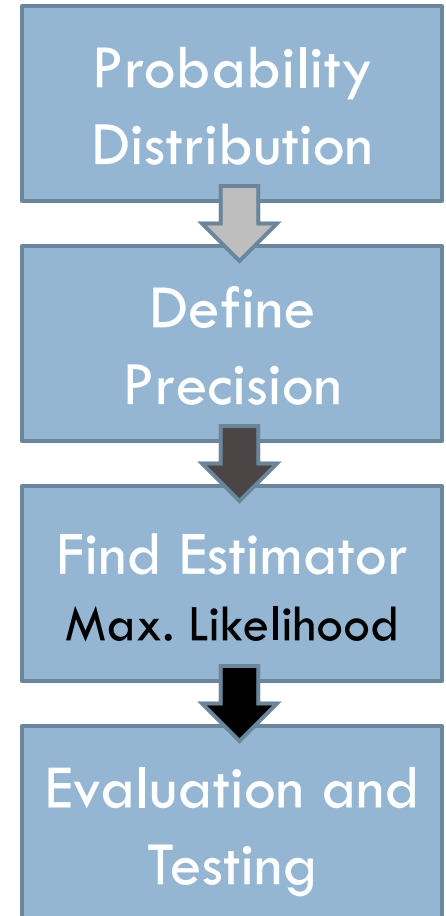 Probability
Distribution
Define
Precision
Find Estimator
Max. Likelihood
Evaluation and
Testing